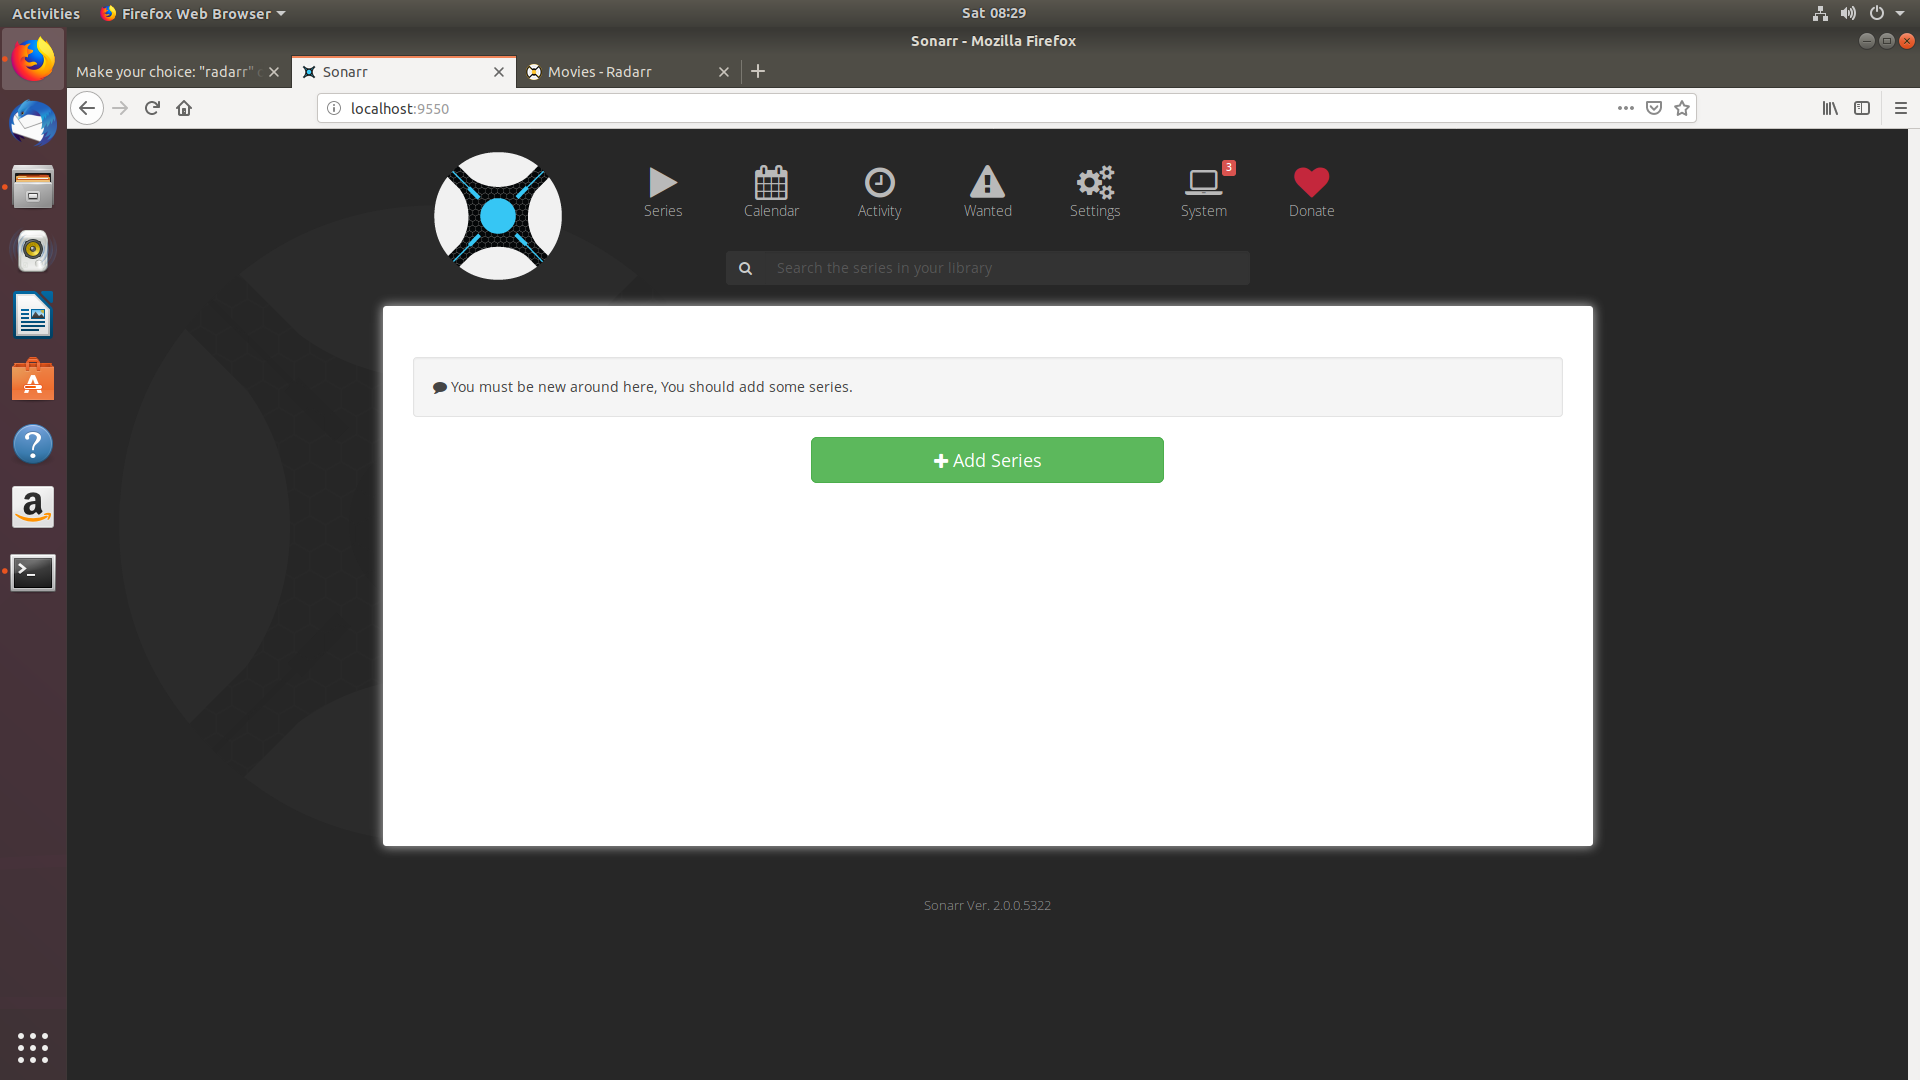 Activities
Firefox Web Browser
Sat 08:29
Sonarr - Mozilla Firefox
Make your choice: "radarr"
Sonarr
Movies - Radarr
localhost:9550
Series
Calendar
Activity
Wanted
Settings
3
System
Donate
Search the series in your library
You must be new around here, You should add some series.
Add Series
Sonarr Ver. 2.0.0.5322